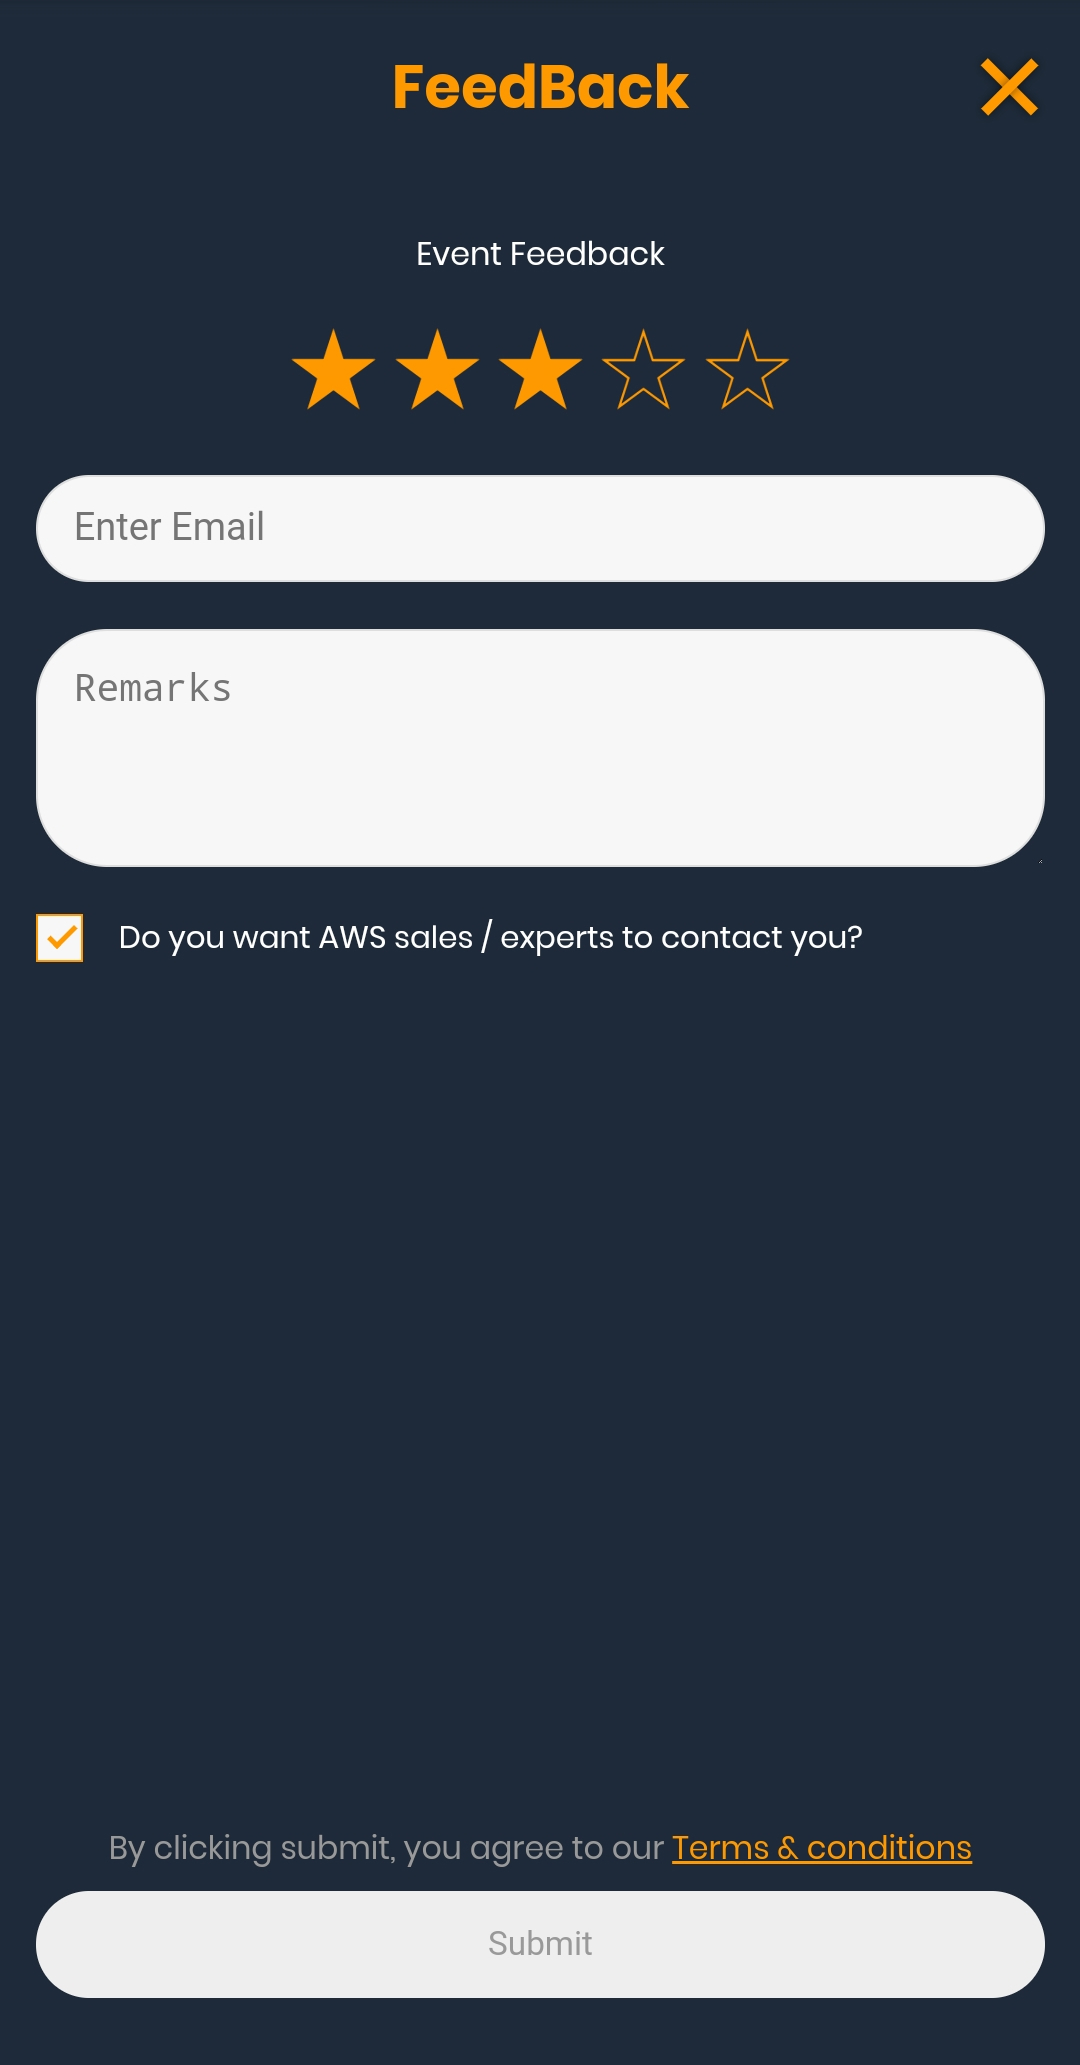 FeedBack
Event Feedback
Enter Email
Remarks
Do you want AWS sales / experts to contact you?
By clicking submit, you agree to our Terms & conditions
Submit